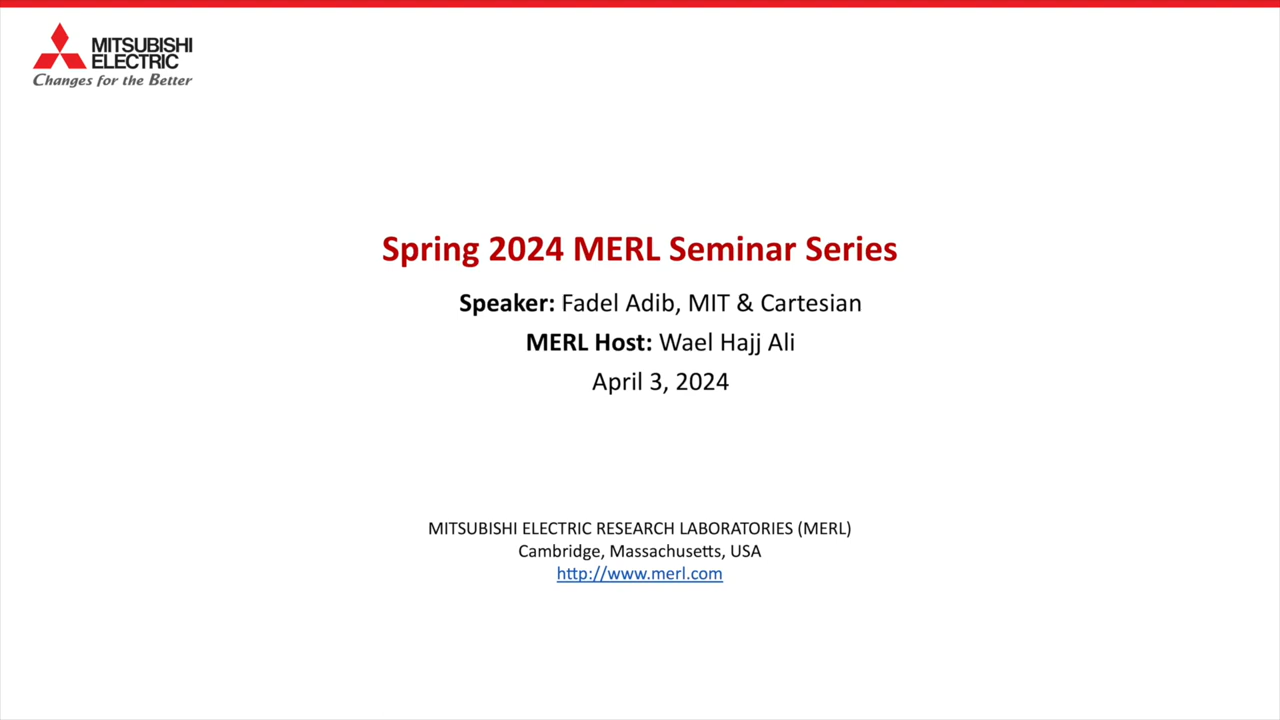 MITSUBISHI
ELECTRIC
Changes for the Better
Spring 2024 MERL Seminar Series
Speaker: Fadel Adib, MIT & Cartesian
MERL Host: Wael Hajj Ali
April 3, 2024
MITSUBISHI ELECTRIC RESEARCH LABORATORIES (MERL)
Cambridge, Massachusetts, USA
http://www.merl.com